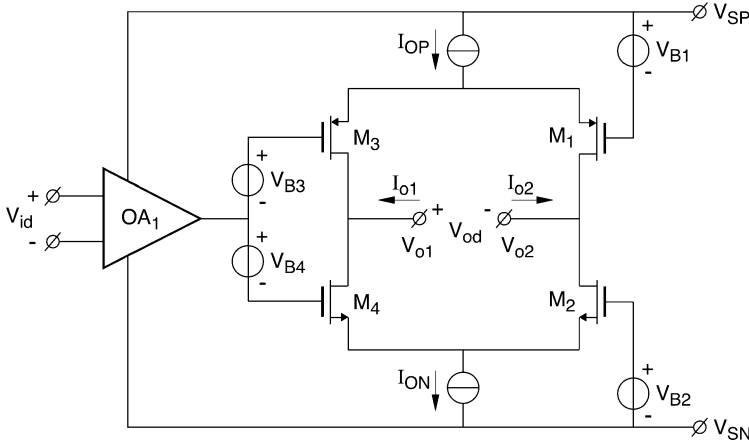 V_SP
I_OP
+
V_B1
-
M_3
M_1
+
V_B3
-
I_o1
I_o2
+
V_id
-
OA_1
+
V_od
-
V_o1
V_o2
+
V_B4
-
M_4
M_2
I_ON
+
V_B2
-
V_SN